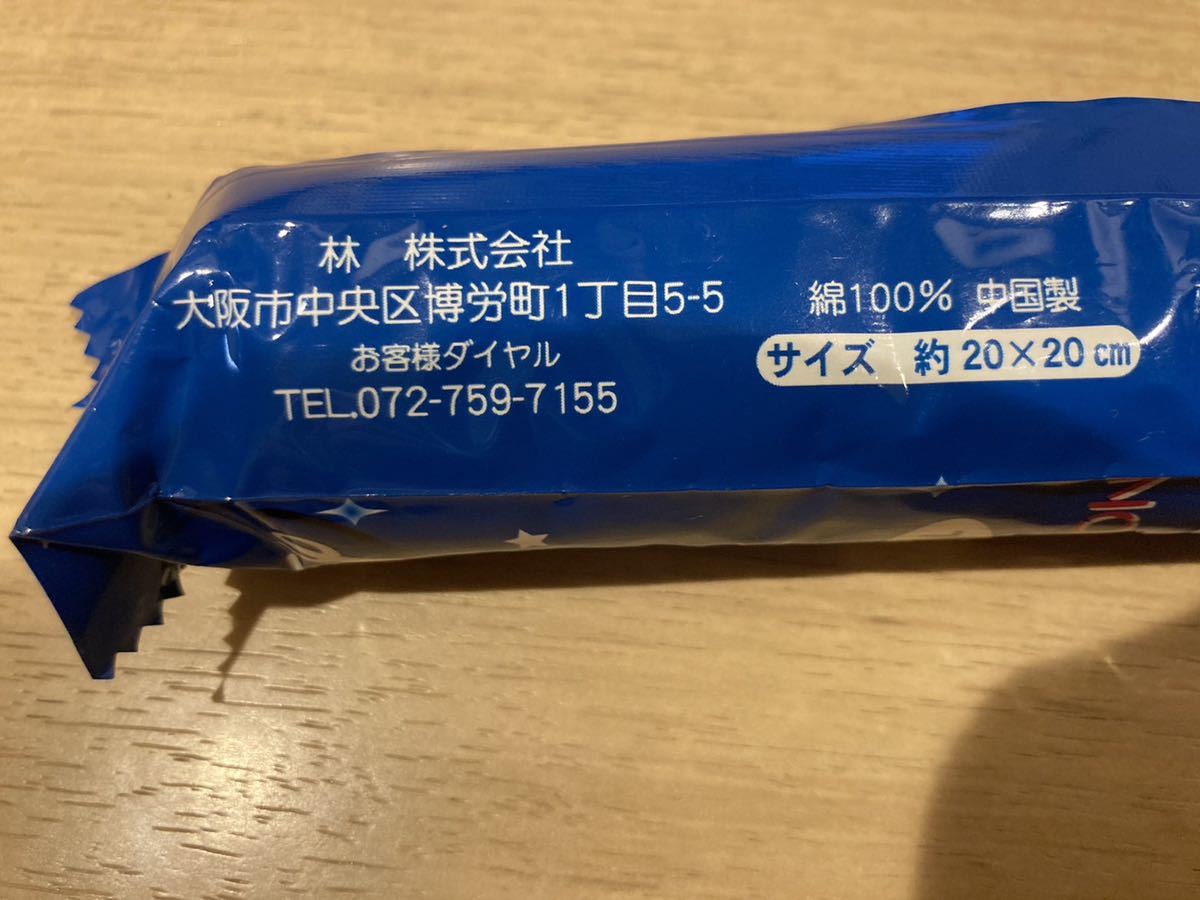 林　株式会社
大阪市中央区博労町1丁目5-5
お客様ダイヤル
TEL.072-759-7155
綿100% 中国製
サイズ　約 20×20cm